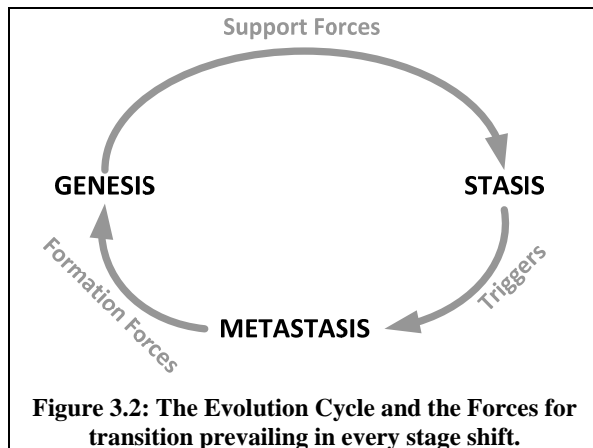 Support Forces
GENESIS
STASIS
Formation Forces
Triggers
METASTASIS
Figure 3.2: The Evolution Cycle and the Forces for
transition prevailing in every stage shift.